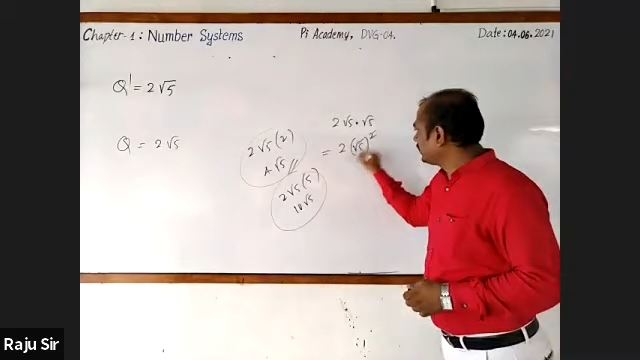 Chapter-1: Number Systems
Pi Academy, DVG-04.
Date: 04.06.2021
Q' = 2√5
Q = 2√5
2√5(2)
4√5
2√5(5)
10√5
2√5 · √5
= 2(√5)²
Raju Sir